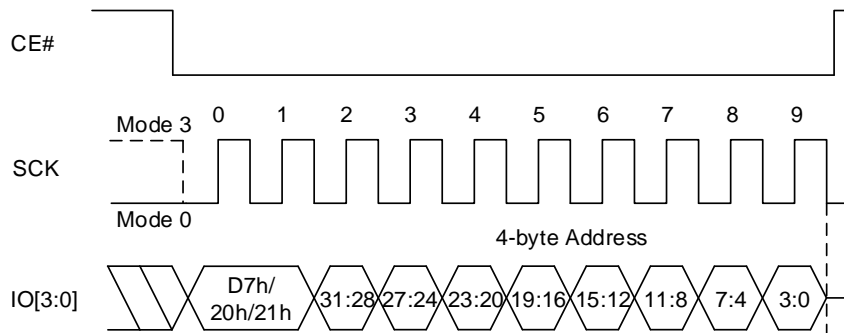 CE#
0 1 2 3 4 5 6 7 8 9
Mode 3
SCK
Mode 0
4-byte Address
IO[3:0]
D7h/
20h/21h
31:28 27:24 23:20 19:16 15:12 11:8 7:4 3:0